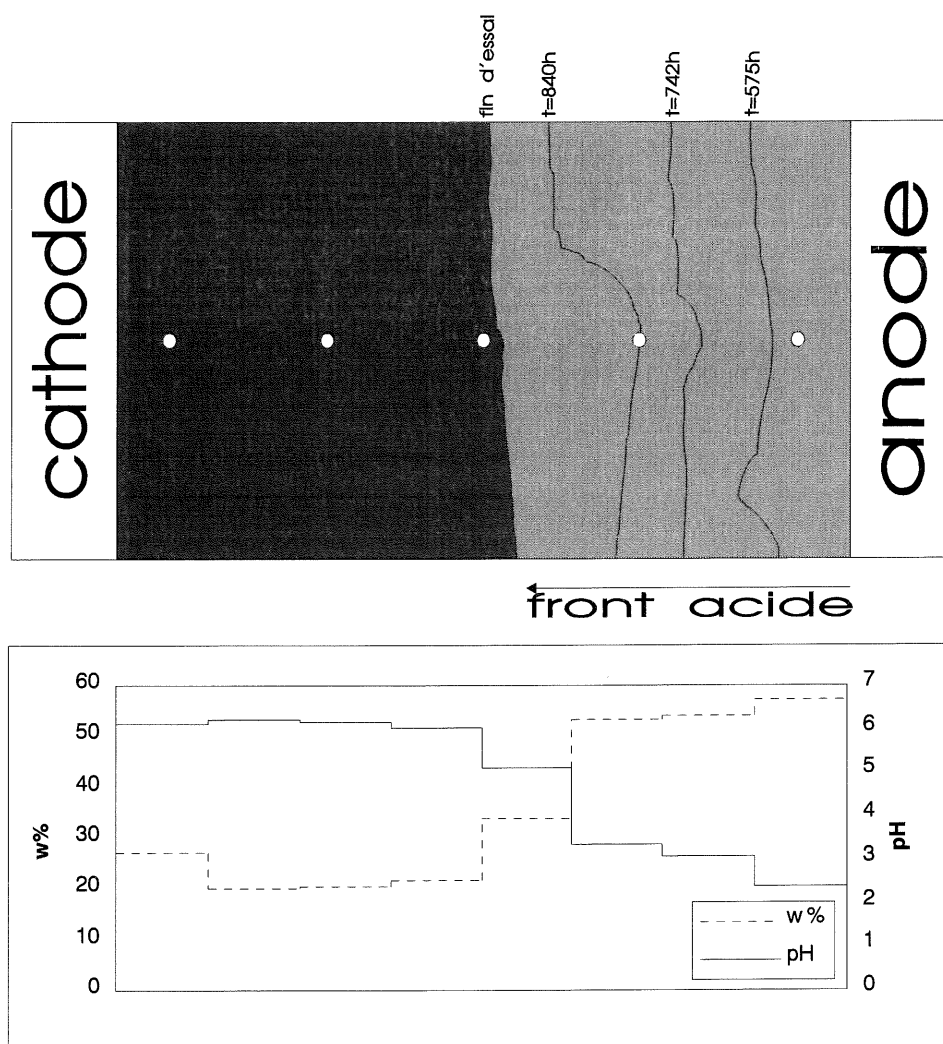 fin d'essai
t=840h
t=742h
t=575h
cathode
anode
front acide
60
50
40
30
20
10
0
w%
7
6
5
4
3
2
1
0
pH
w%
pH